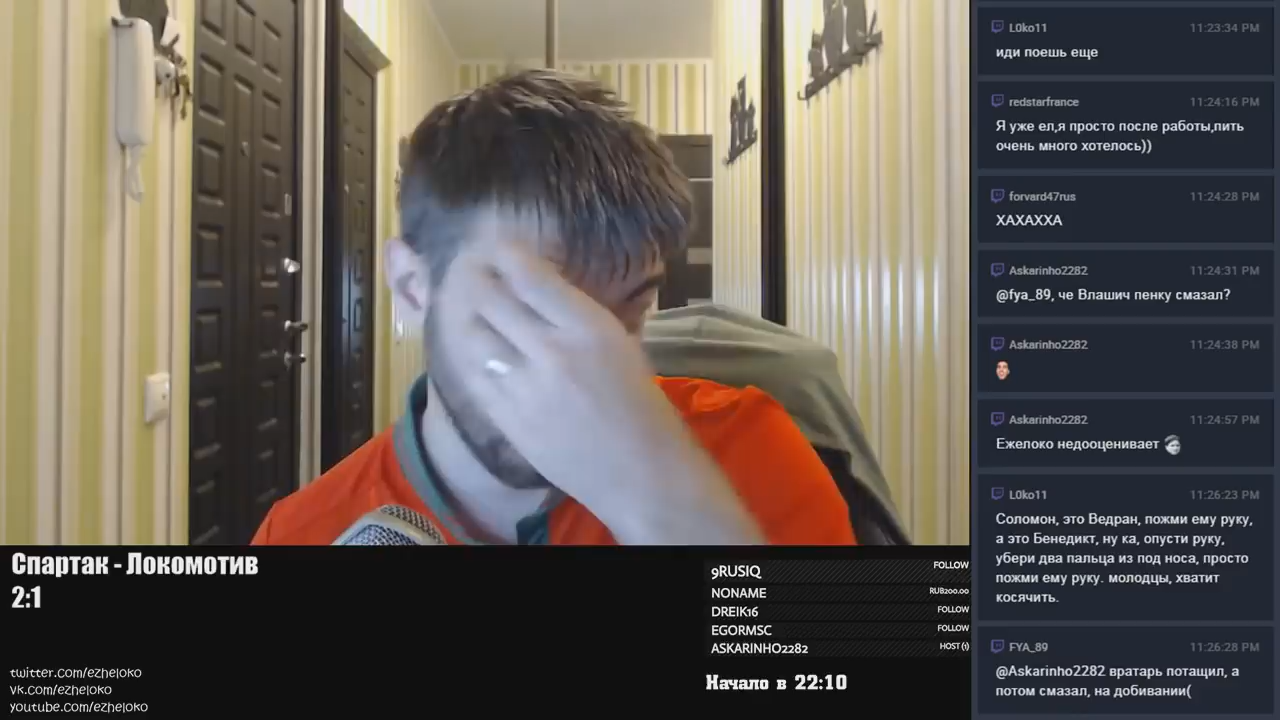 Спартак - Локомотив
2:1
twitter.com/ezheloko
vk.com/ezheloko
youtube.com/ezheloko
9RUSIQ FOLLOW
NONAME RUB200.00
DREIK16 FOLLOW
EGORMSC FOLLOW
ASKARINHO2282 HOST (1)
Начало в 22:10
L0ko11 11:23:34 PM
иди поешь еще
redstarfrance 11:24:16 PM
Я уже ел,я просто после работы,пить
очень много хотелось))
forvard47rus 11:24:28 PM
ХАХАХХА
Askarinho2282 11:24:31 PM
@fya_89, че Влашич пенку смазал?
Askarinho2282 11:24:38 PM
Askarinho2282 11:24:57 PM
Ежелоко недооценивает
L0ko11 11:26:23 PM
Соломон, это Ведран, пожми ему руку,
а это Бенедикт, ну ка, опусти руку,
убери два пальца из под носа, просто
пожми ему руку. молодцы, хватит
косячить.
FYA_89 11:26:28 PM
@Askarinho2282 вратарь потащил, а
потом смазал, на добивании(